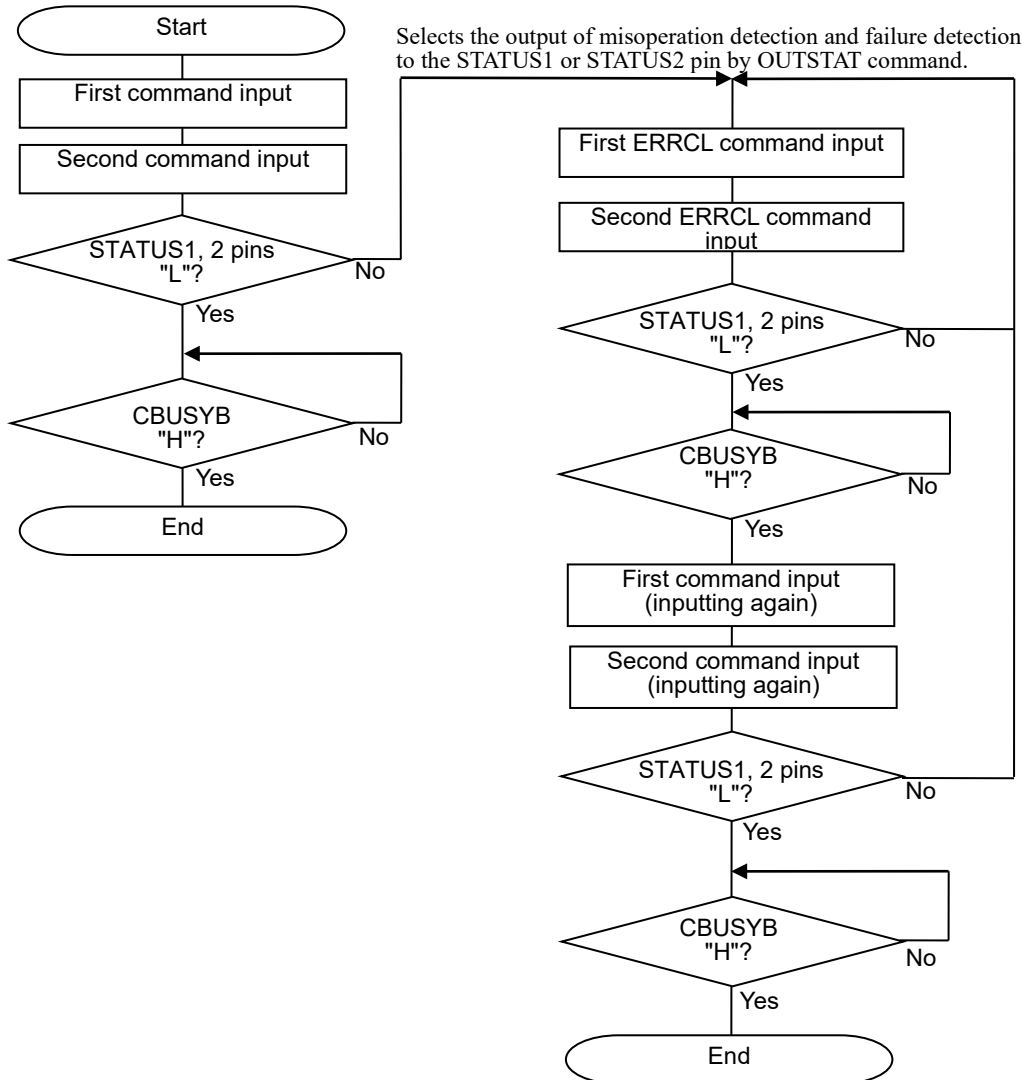 Start
First command input
Second command input
STATUS1, 2 pins
"L"?
No
Yes
CBUSYB
"H"?
No
Yes
End
Selects the output of misoperation detection and failure detection
to the STATUS1 or STATUS2 pin by OUTSTAT command.
First ERRCL command input
Second ERRCL command
input
STATUS1, 2 pins
"L"?
No
Yes
CBUSYB
"H"?
No
Yes
First command input
(inputting again)
Second command input
(inputting again)
STATUS1, 2 pins
"L"?
No
Yes
CBUSYB
"H"?
No
Yes
End